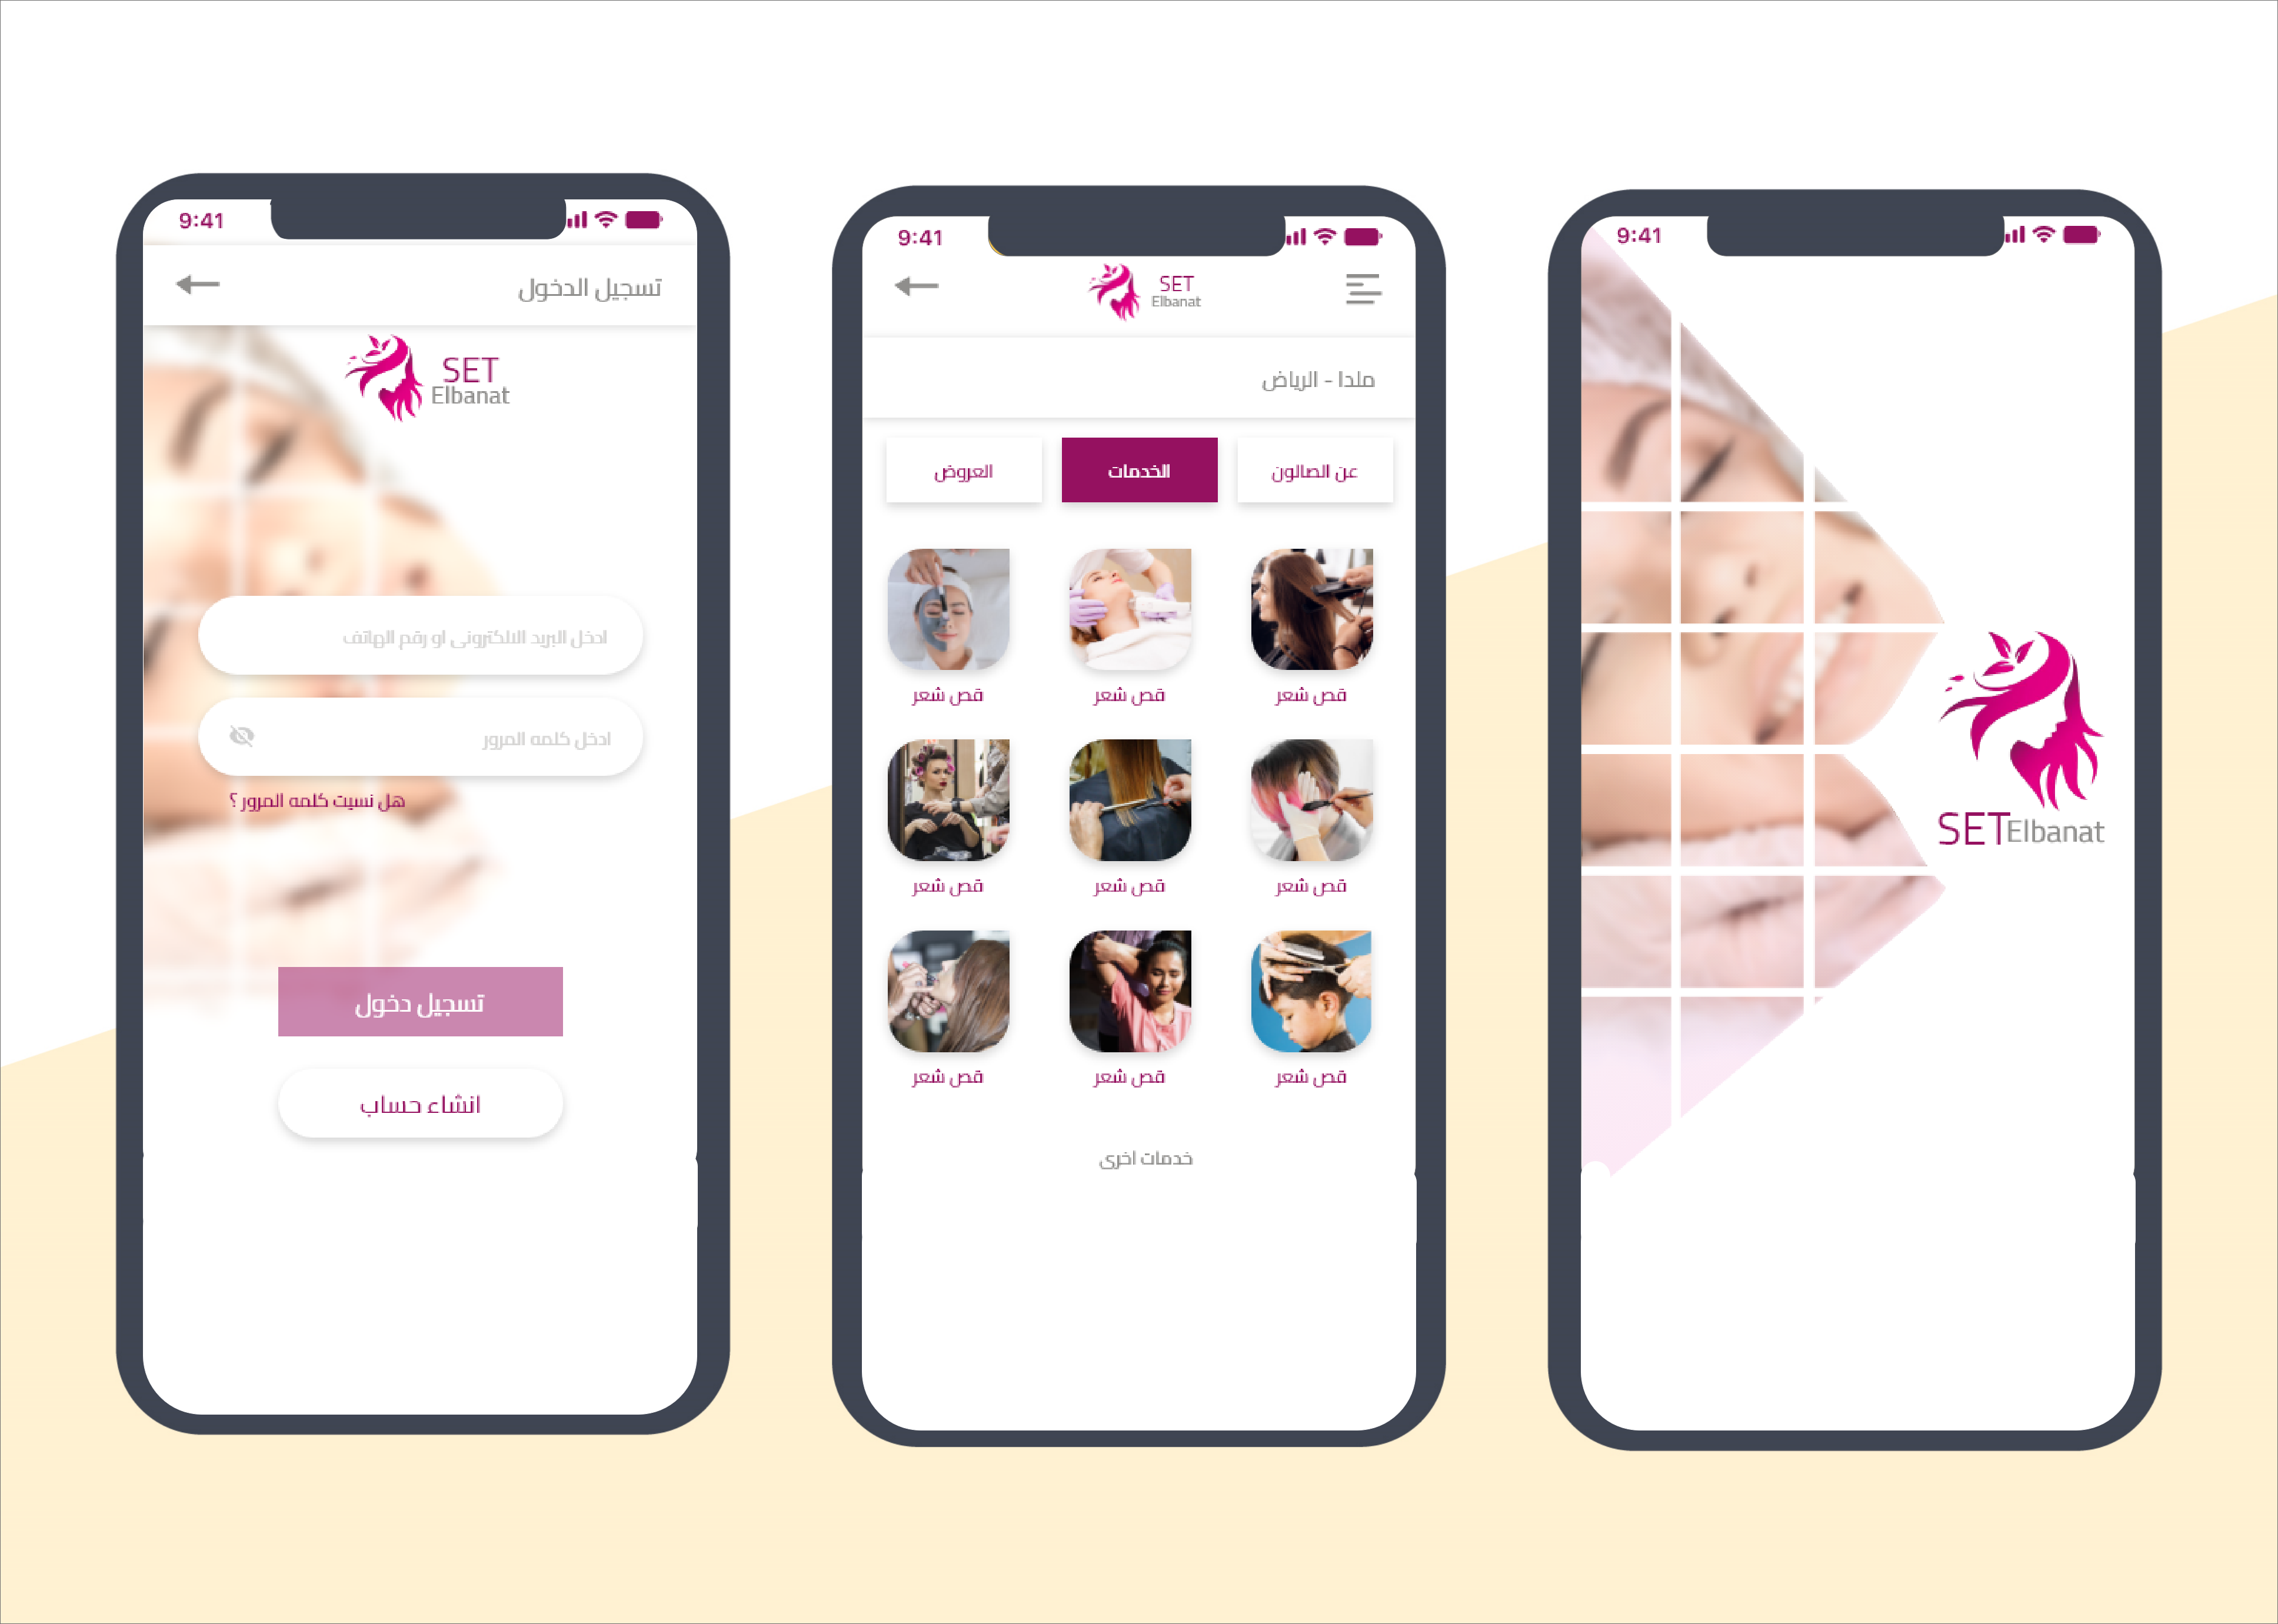 9:41
تسجيل الدخول
SET
Elbanat
ادخل البريد الالكترونى او رقم الهاتف
ادخل كلمه المرور
هل نسيت كلمه المرور ؟
تسجيل دخول
انشاء حساب
9:41
SET
Elbanat
ملدا - الرياض
عن الصالون
الخدمات
العروض
قص شعر
قص شعر
قص شعر
قص شعر
قص شعر
قص شعر
قص شعر
قص شعر
قص شعر
خدمات اخرى
9:41
SETElbanat